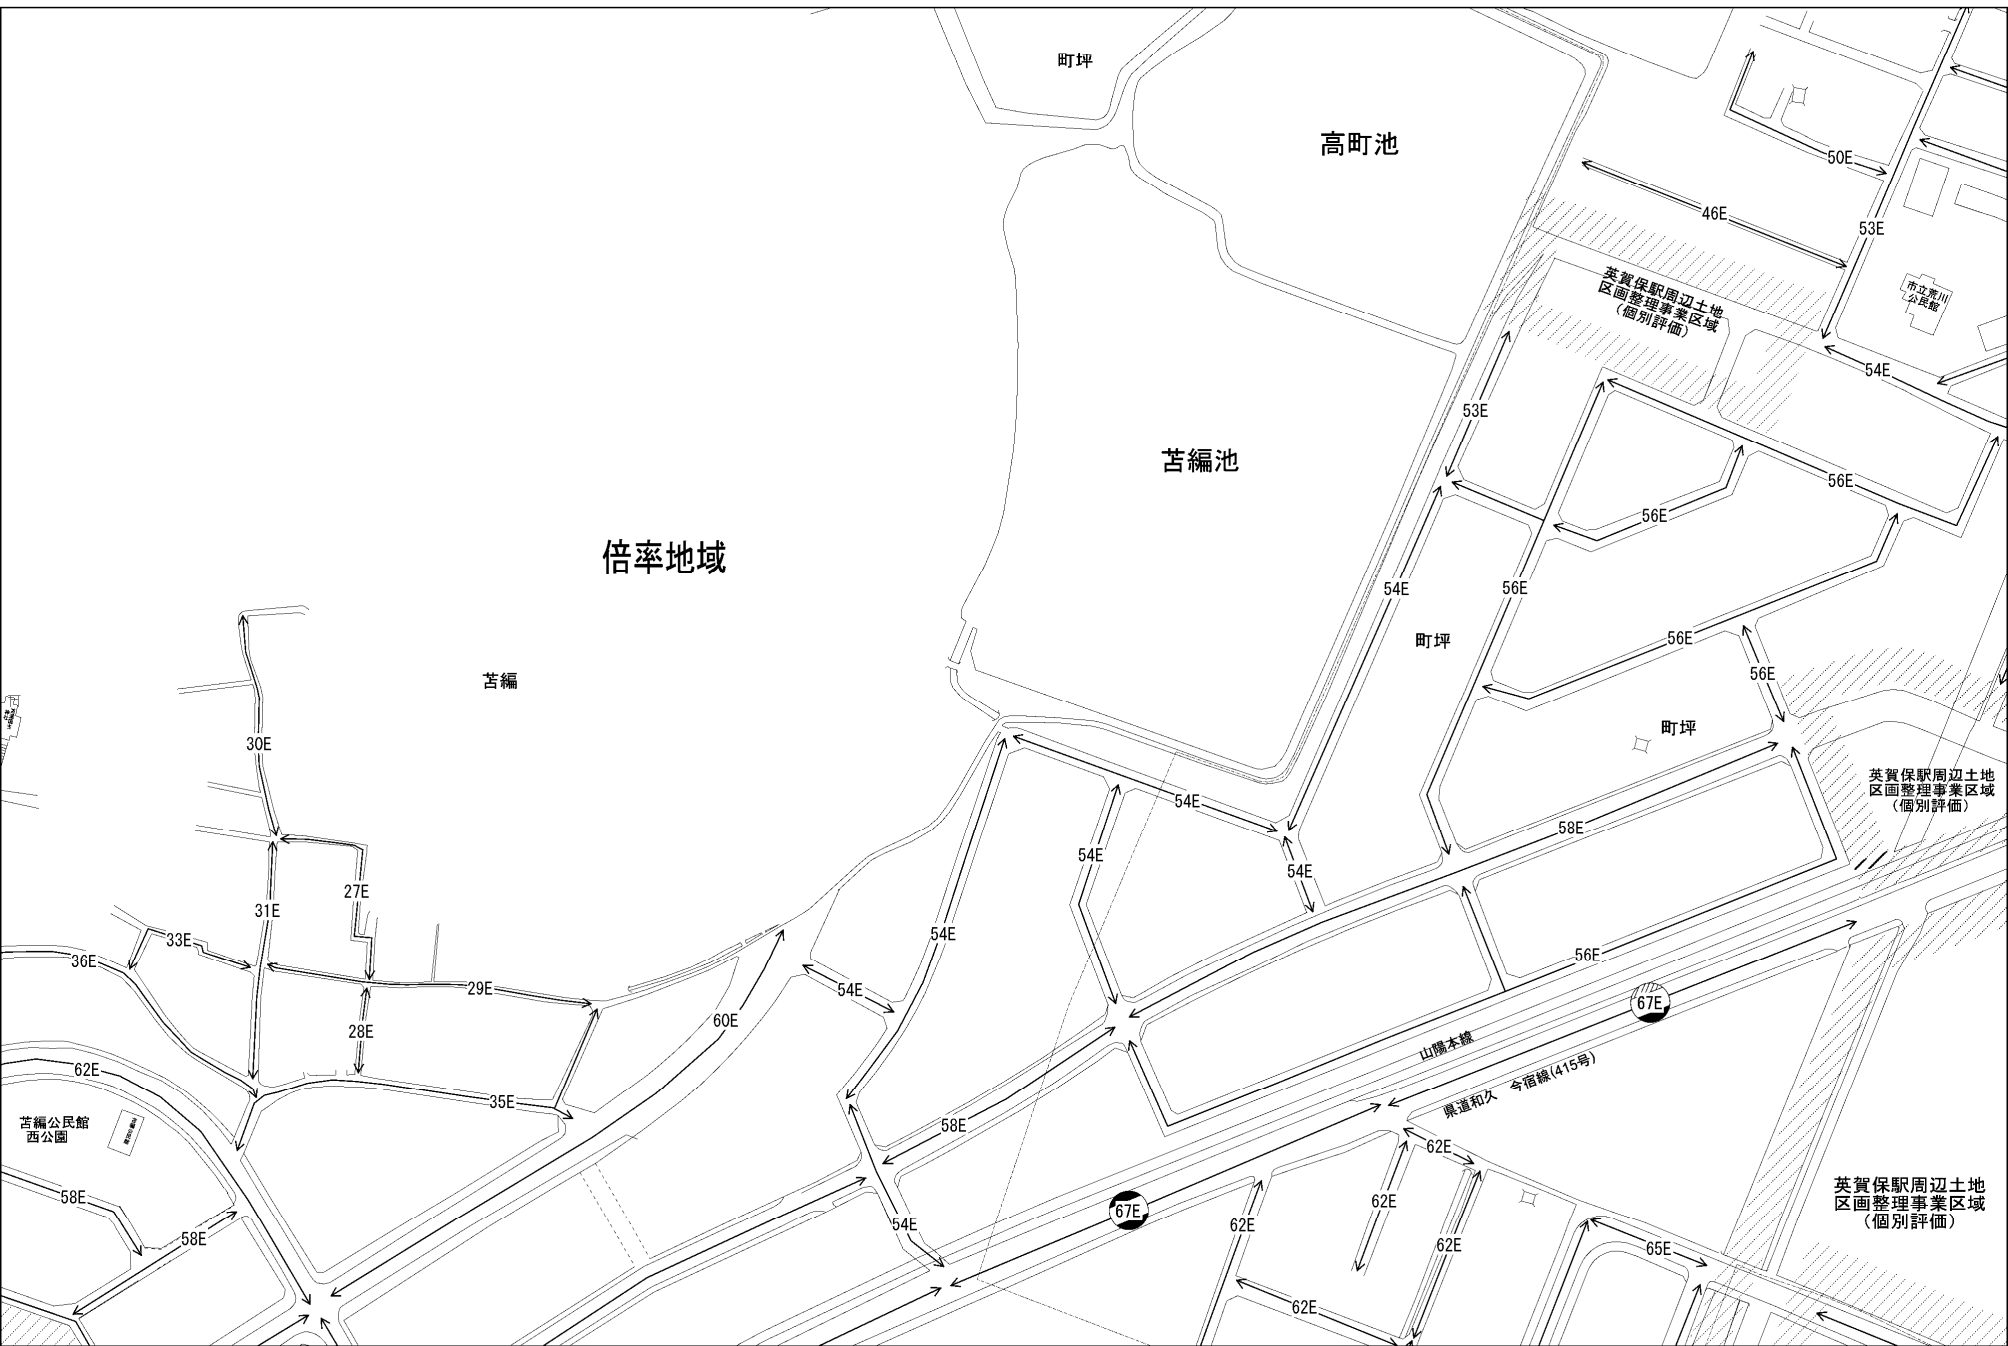 町坪
高町池
50E
46E
53E
英賀保駅周辺土地
区画整理事業区域
(個別評価)
市立荒川
公民館
54E
53E
苫編池
56E
56E
倍率地域
54E
56E
町坪
56E
苫編
56E
町坪
30E
英賀保駅周辺土地
区画整理事業区域
(個別評価)
54E
58E
54E
54E
27E
31E
54E
33E
36E
56E
29E
54E
67E
60E
28E
山陽本線
62E
県道和久 今宿線(415号)
35E
苫編公民館
西公園
58E
62E
58E
67E
54E
62E
62E
62E
58E
65E
62E
英賀保駅周辺土地
区画整理事業区域
(個別評価)